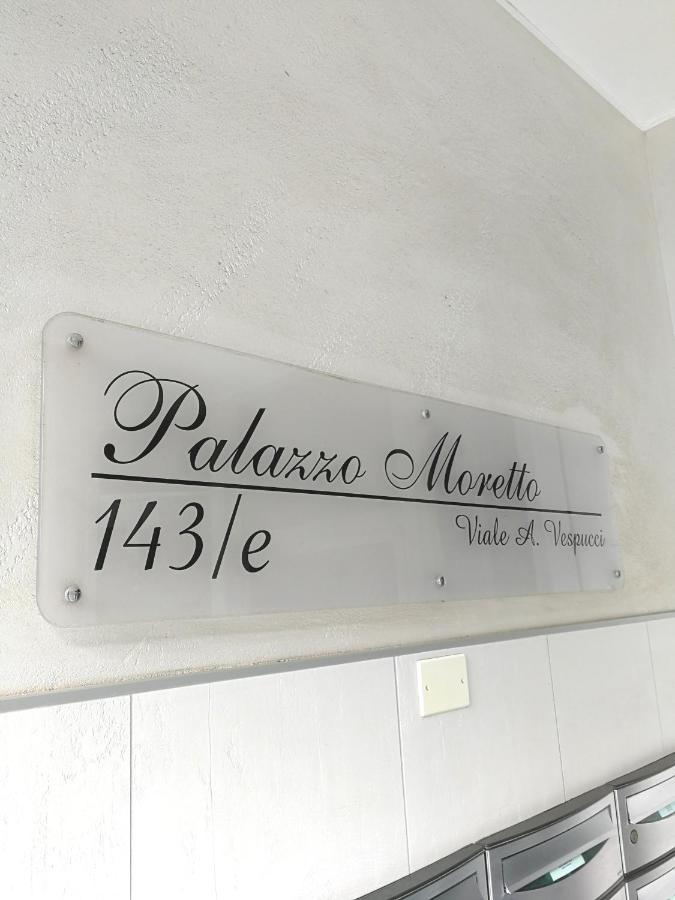 Palazzo Moretto
143/e
Viale A. Vespucci